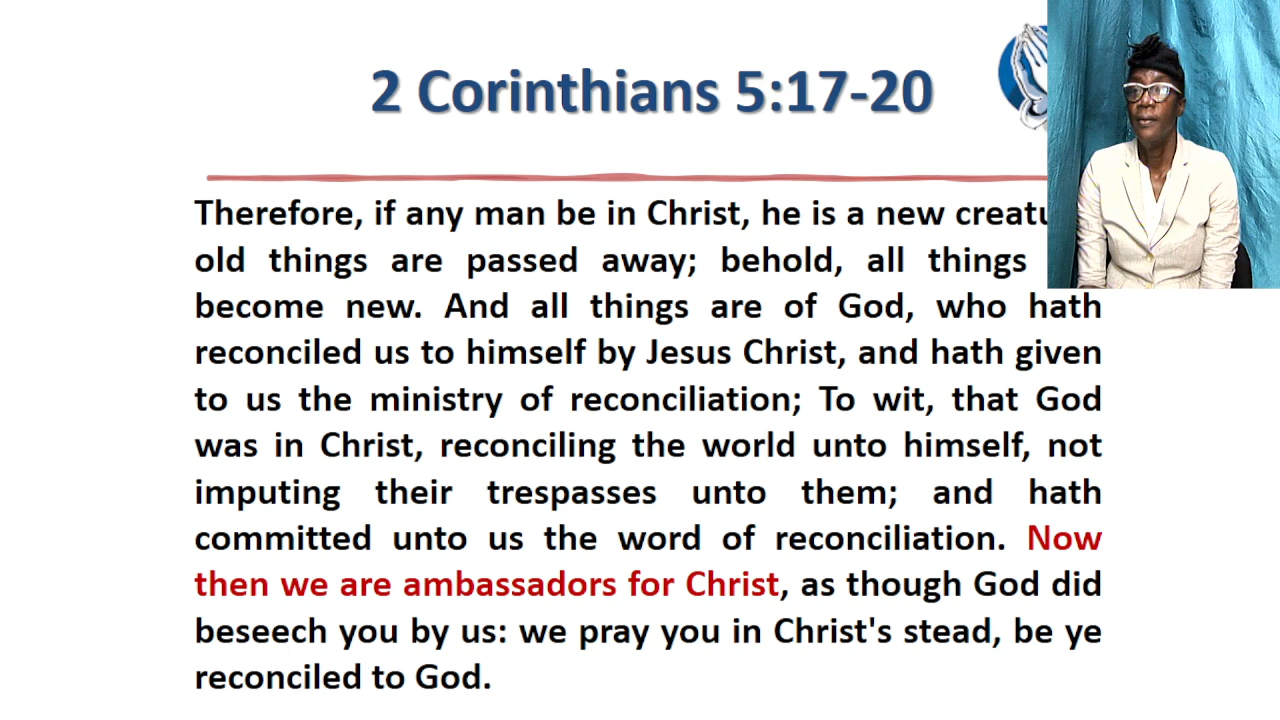 2 Corinthians 5:17-20
Therefore, if any man be in Christ, he is a new
old things are passed away; behold, all things
become new. And all things are of God, who hath
reconciled us to himself by Jesus Christ, and hath given
to us the ministry of reconciliation; To wit, that God
was in Christ, reconciling the world unto himself, not
imputing their trespasses unto them; and hath
committed unto us the word of reconciliation. Now
then we are ambassadors for Christ, as though God did
beseech you by us: we pray you in Christ's stead, be ye
reconciled to God.